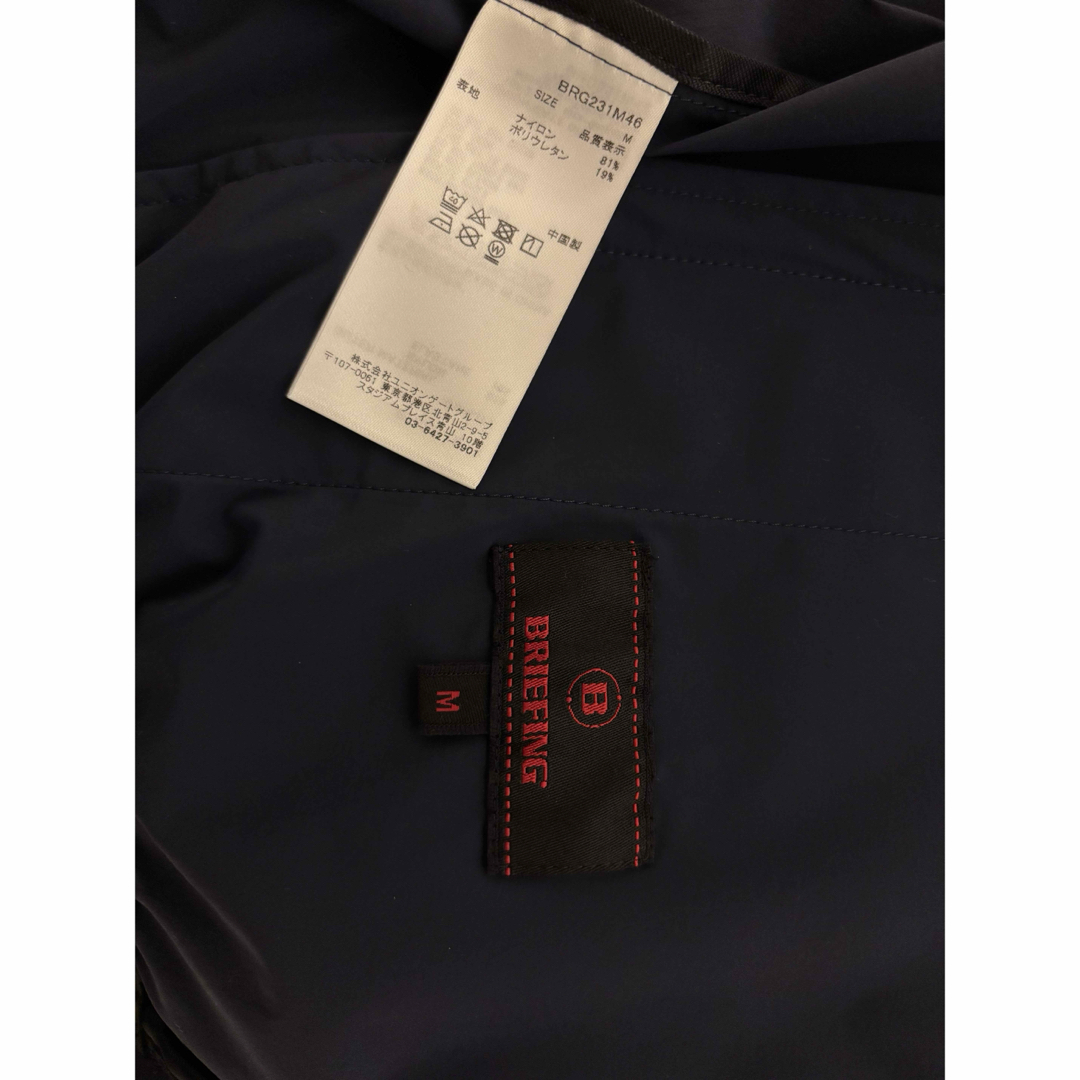 BRG231M46
SIZE M
品質表示
表地
ナイロン 81%
ポリウレタン 19%
中国製
40
W
株式会社ユニオンゲートグループ
〒107-0061 東京都港区北青山2-9-5
スタジアムプレイス青山 10階
03-6427-3901
B
BRIEFING
M